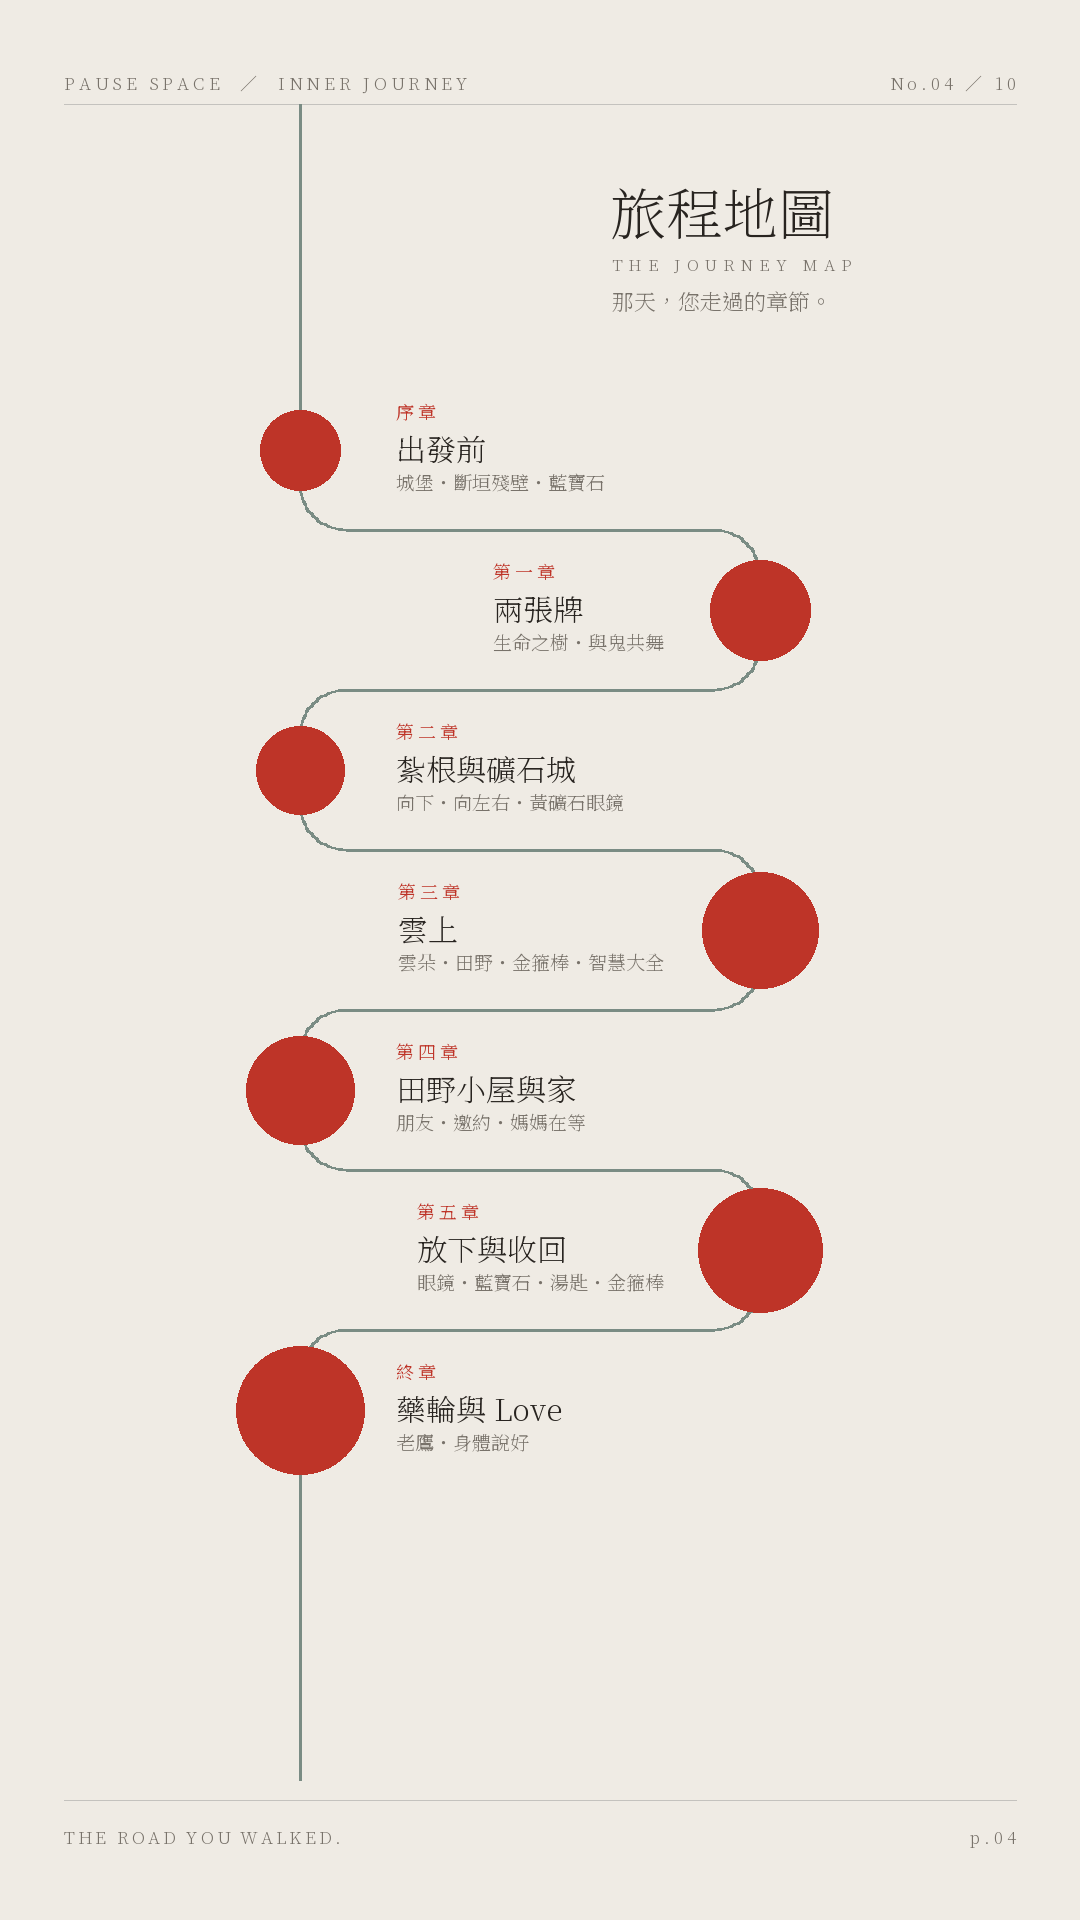 PAUSE SPACE ／ INNER JOURNEY
No.04 ／ 10
旅程地圖
THE JOURNEY MAP
那天，您走過的章節。
序章
出發前
城堡・斷垣殘壁・藍寶石
第一章
兩張牌
生命之樹・與鬼共舞
第二章
紮根與礦石城
向下・向左右・黃礦石眼鏡
第三章
雲上
雲朵・田野・金箍棒・智慧大全
第四章
田野小屋與家
朋友・邀約・媽媽在等
第五章
放下與收回
眼鏡・藍寶石・湯匙・金箍棒
終章
藥輪與 Love
老鷹・身體說好
THE ROAD YOU WALKED.
p.04